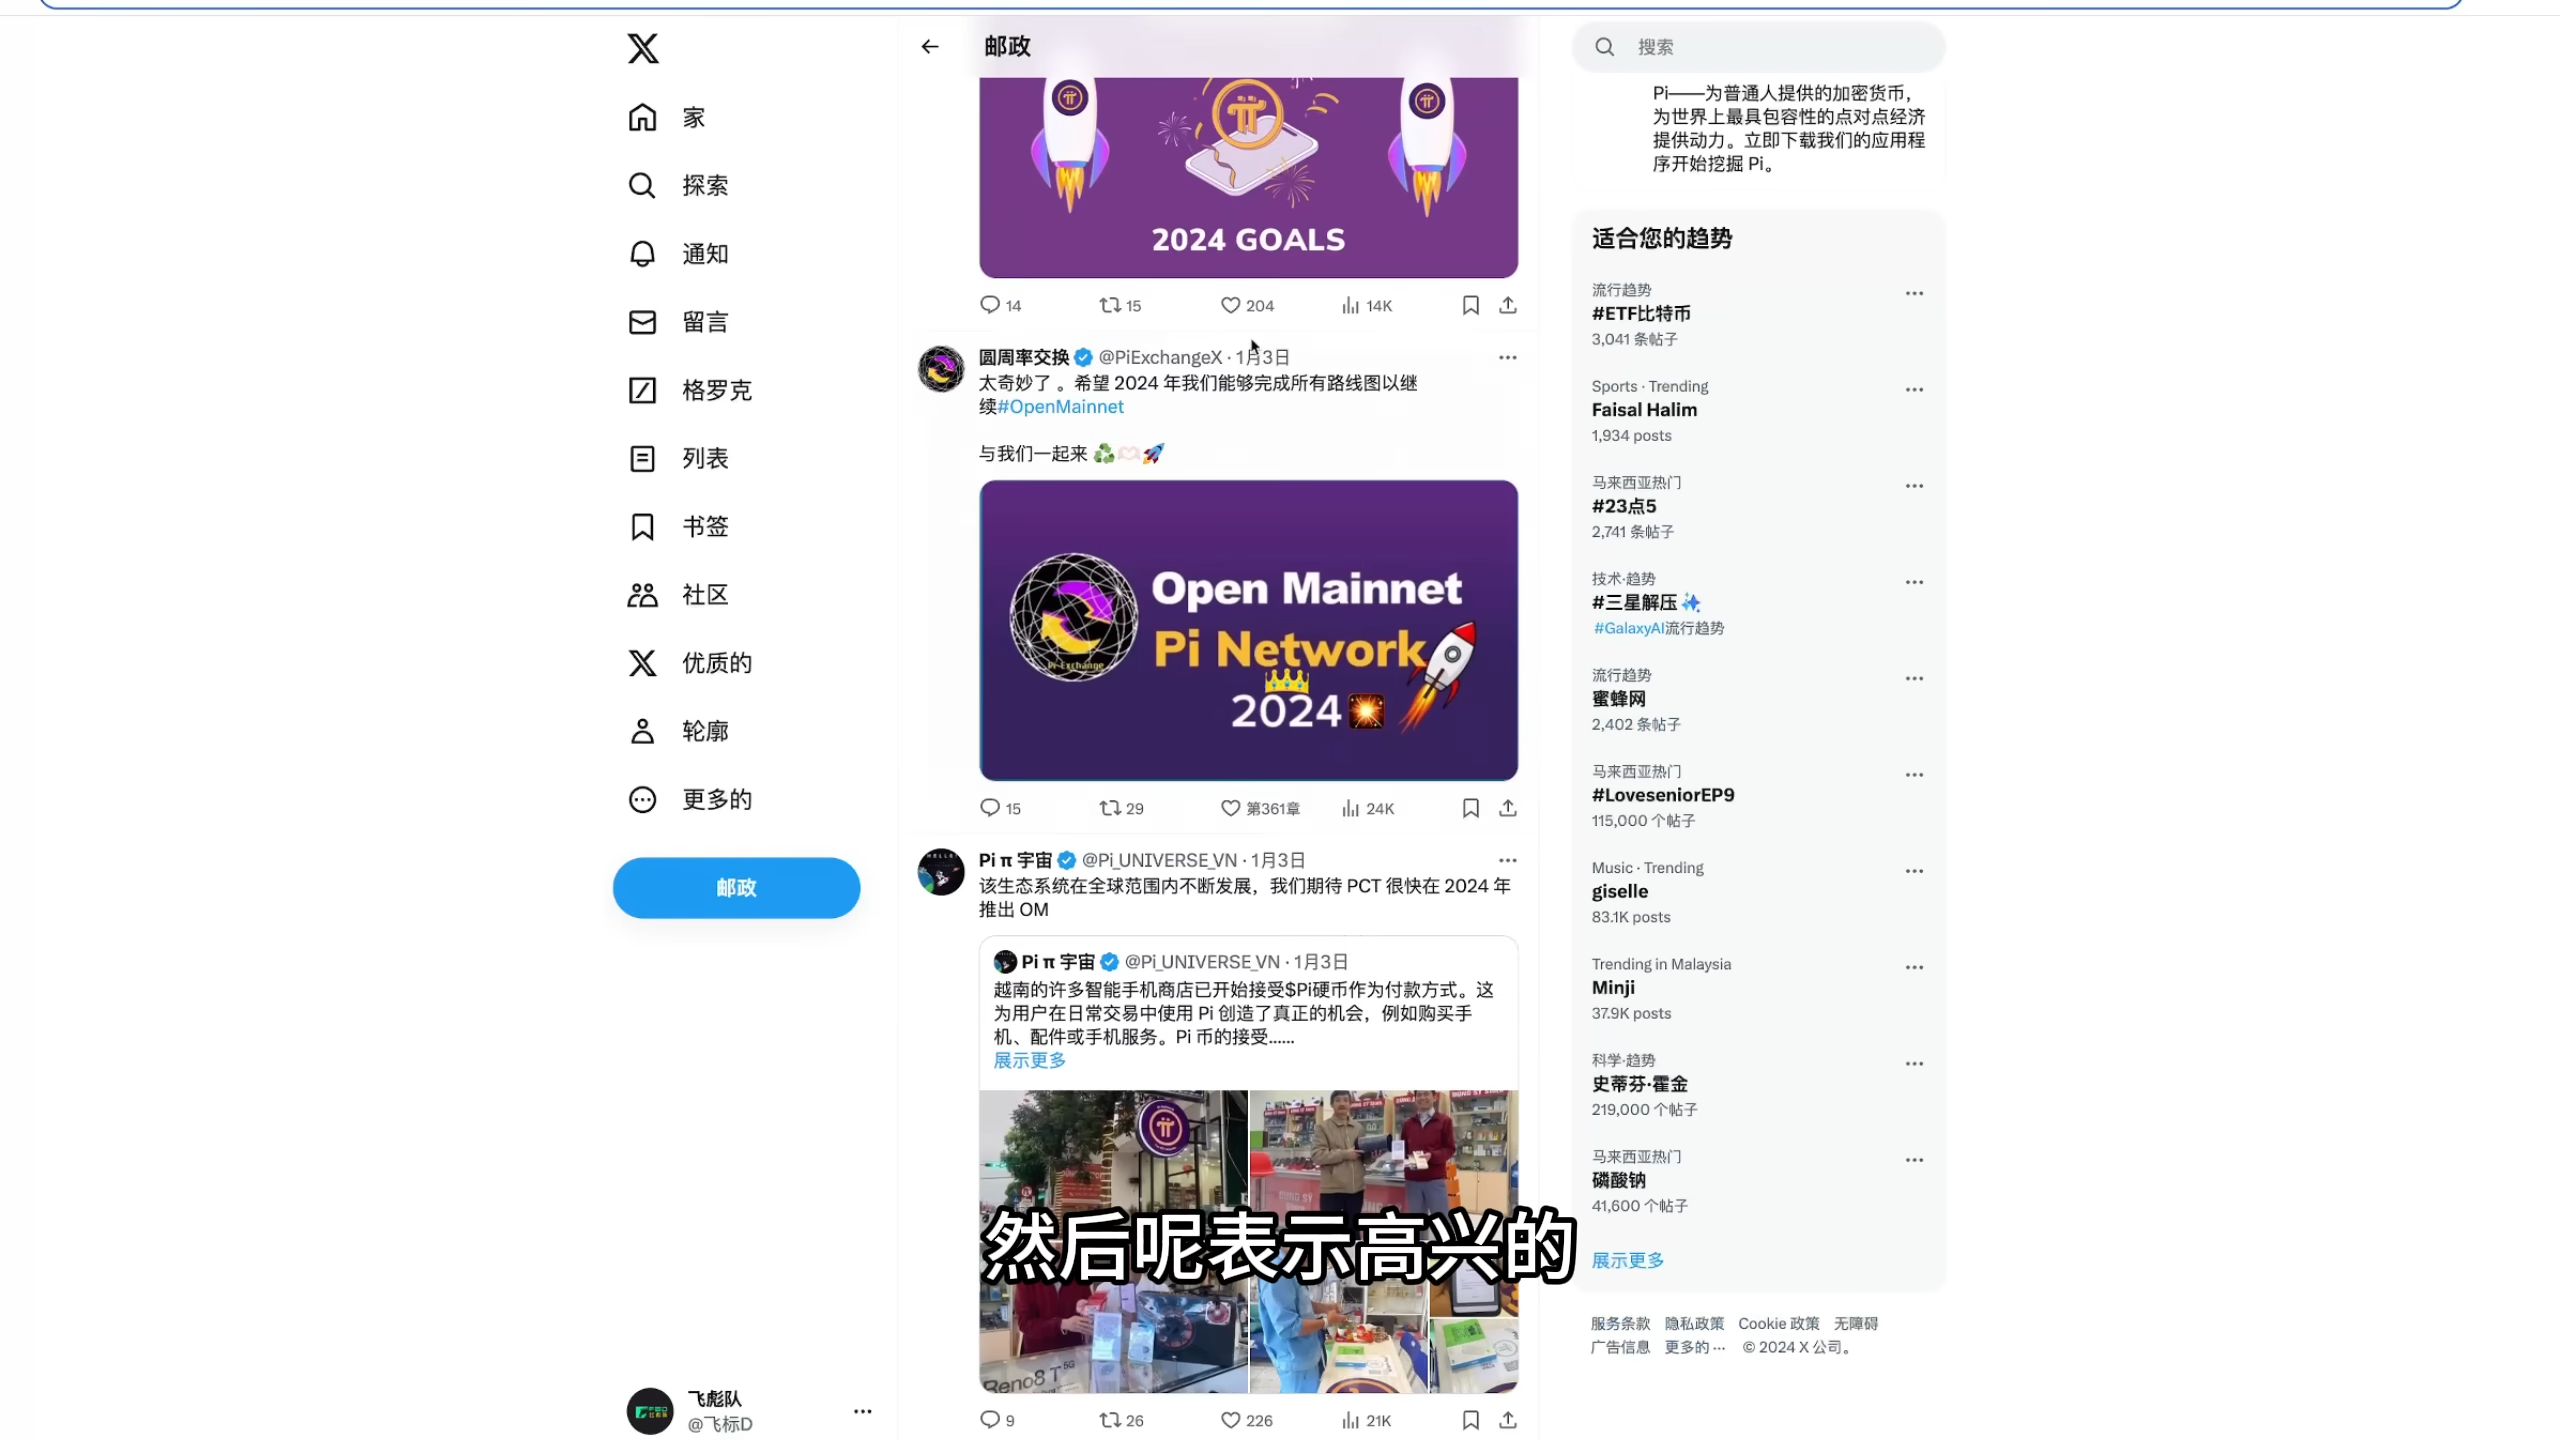 家
探索
通知
留言
格罗克
列表
书签
社区
优质的
轮廓
更多的
邮政
飞彪队
@飞标D
邮政
2024 GOALS
14 15 204 14K
圆周率交换 @PiExchangeX · 1月3日
太奇妙了 。希望 2024 年我们能够完成所有路线图以继
续#OpenMainnet
与我们一起来 ♻️🫶🏻🚀
Pi Exchange
Open Mainnet
Pi Network
2024
15 29 第361章 24K
Pi π 宇宙 @Pi_UNIVERSE_VN · 1月3日
该生态系统在全球范围内不断发展，我们期待 PCT 很快在 2024 年
推出 OM
Pi π 宇宙 @Pi_UNIVERSE_VN · 1月3日
越南的许多智能手机商店已开始接受$Pi硬币作为付款方式。这
为用户在日常交易中使用 Pi 创造了真正的机会，例如购买手
机、配件或手机服务。Pi 币的接受......
展示更多
DUNG SỸ
Reno8 T 5G
然后呢表示高兴的
9 26 226 21K
搜索
Pi——为普通人提供的加密货币，
为世界上最具包容性的点对点经济
提供动力。立即下载我们的应用程
序开始挖掘 Pi。
适合您的趋势
流行趋势
#ETF比特币
3,041 条帖子
Sports · Trending
Faisal Halim
1,934 posts
马来西亚热门
#23点5
2,741 条帖子
技术·趋势
#三星解压
#GalaxyAI流行趋势
流行趋势
蜜蜂网
2,402 条帖子
马来西亚热门
#LoveseniorEP9
115,000 个帖子
Music · Trending
giselle
83.1K posts
Trending in Malaysia
Minji
37.9K posts
科学·趋势
史蒂芬·霍金
219,000 个帖子
马来西亚热门
磷酸钠
41,600 个帖子
展示更多
服务条款 隐私政策 Cookie 政策 无障碍
广告信息 更多的 ··· © 2024 X 公司。